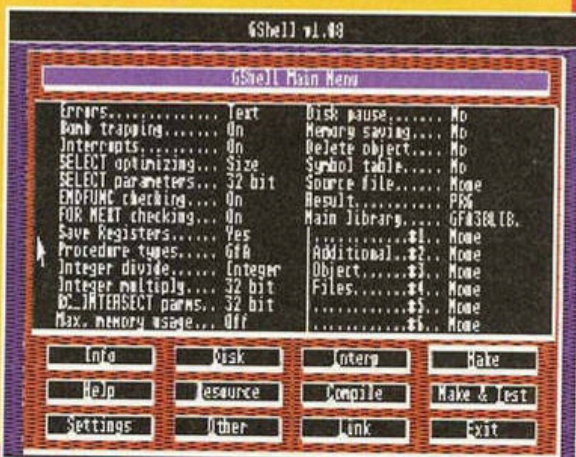 GShell v1.08
GShell Main Menu
Errors............... Text
Bomb trapping....... On
Interrupts.......... On
SELECT optimizing... Size
SELECT parameters... 32 bit
ENDFUNC checking.... On
FOR NEXT checking... On
Save Registers...... Yes
Procedure types..... GfA
Integer divide...... Integer
Integer multiply.... 32 bit
RC_INTERSECT parms.. 32 bit
Max. memory usage... Off
Disk pause....... No
Memory saving.... No
Delete object.... No
Symbol table..... No
Source file...... None
Result........... PRG
Main library..... GFA3BLIB.
............#1.. None
Additional..#2.. None
Object......#3.. None
Files.......#4.. None
............#5.. None
............#6.. None
Info
Disk
Interp
Make
Help
Resource
Compile
Make & Test
Settings
Other
Link
Exit